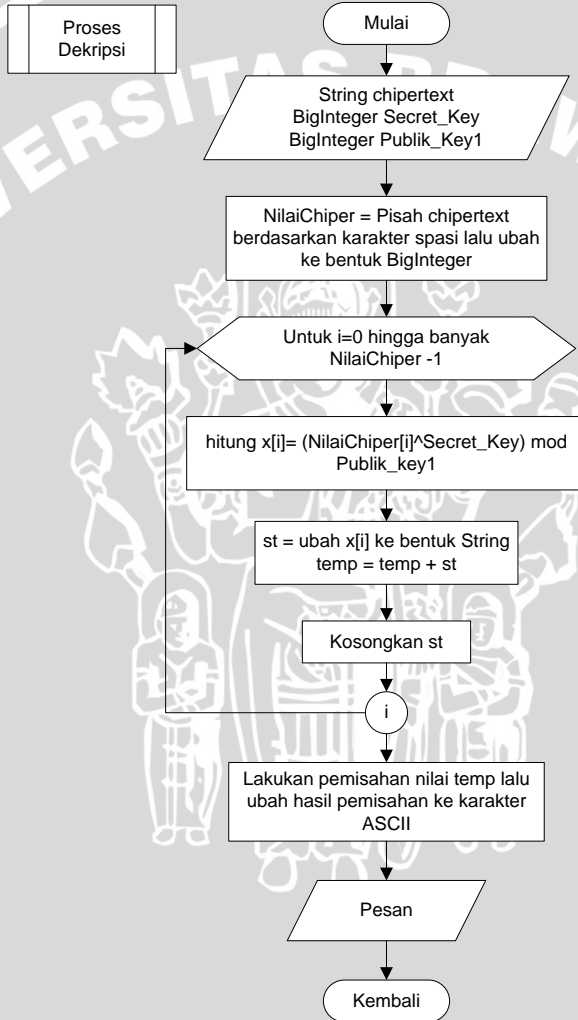 Proses
Dekripsi
Mulai
String chipertext
BigInteger Secret_Key
BigInteger Publik_Key1
NilaiChiper = Pisah chipertext
berdasarkan karakter spasi lalu ubah
ke bentuk BigInteger
Untuk i=0 hingga banyak
NilaiChiper -1
hitung x[i]= (NilaiChiper[i]^Secret_Key) mod
Publik_key1
st = ubah x[i] ke bentuk String
temp = temp + st
Kosongkan st
i
Lakukan pemisahan nilai temp lalu
ubah hasil pemisahan ke karakter
ASCII
Pesan
Kembali